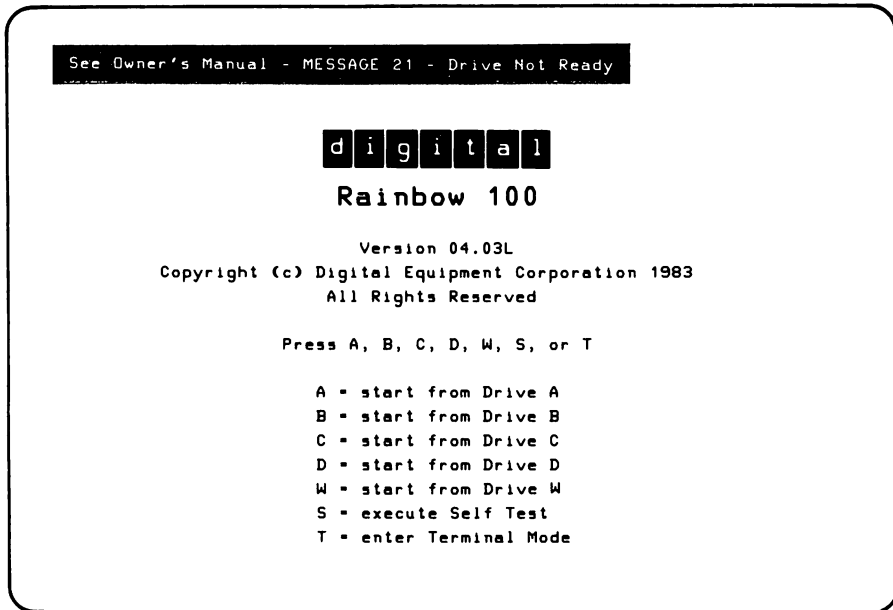 See Owner's Manual - MESSAGE 21 - Drive Not Ready
digital
Rainbow 100
Version 04.03L
Copyright (c) Digital Equipment Corporation 1983
All Rights Reserved
Press A, B, C, D, W, S, or T
A = start from Drive A
B = start from Drive B
C = start from Drive C
D = start from Drive D
W = start from Drive W
S = execute Self Test
T = enter Terminal Mode